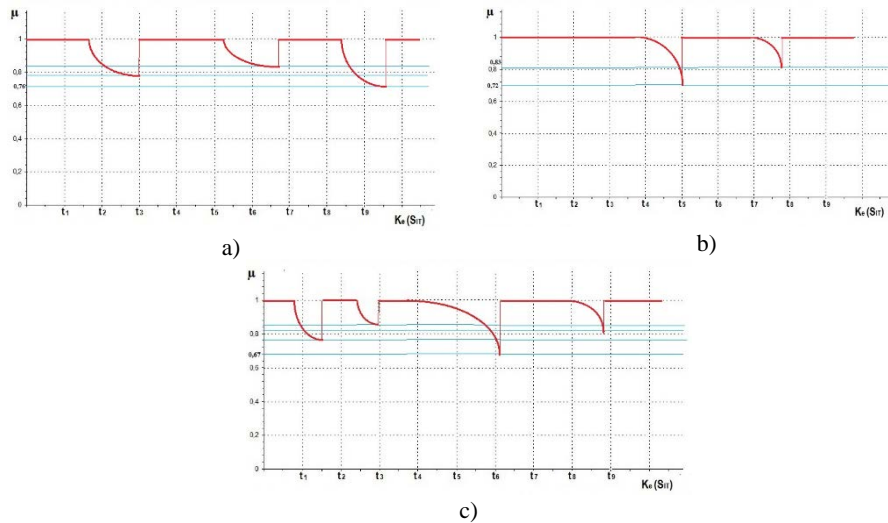 μ
1
0,8
0,76
0,6
0,4
0,2
0
t1 t2 t3 t4 t5 t6 t7 t8 t9
Ke (SIT)
a)
μ
1
0,83
0,8
0,72
0,6
0,4
0,2
0
t1 t2 t3 t4 t5 t6 t7 t8 t9
Ke (SIT)
b)
μ
1
0.8
0,67
0.6
0,4
0,2
0
t1 t2 t3 t4 t5 t6 t7 t8 t9
Ke (SIT)
c)